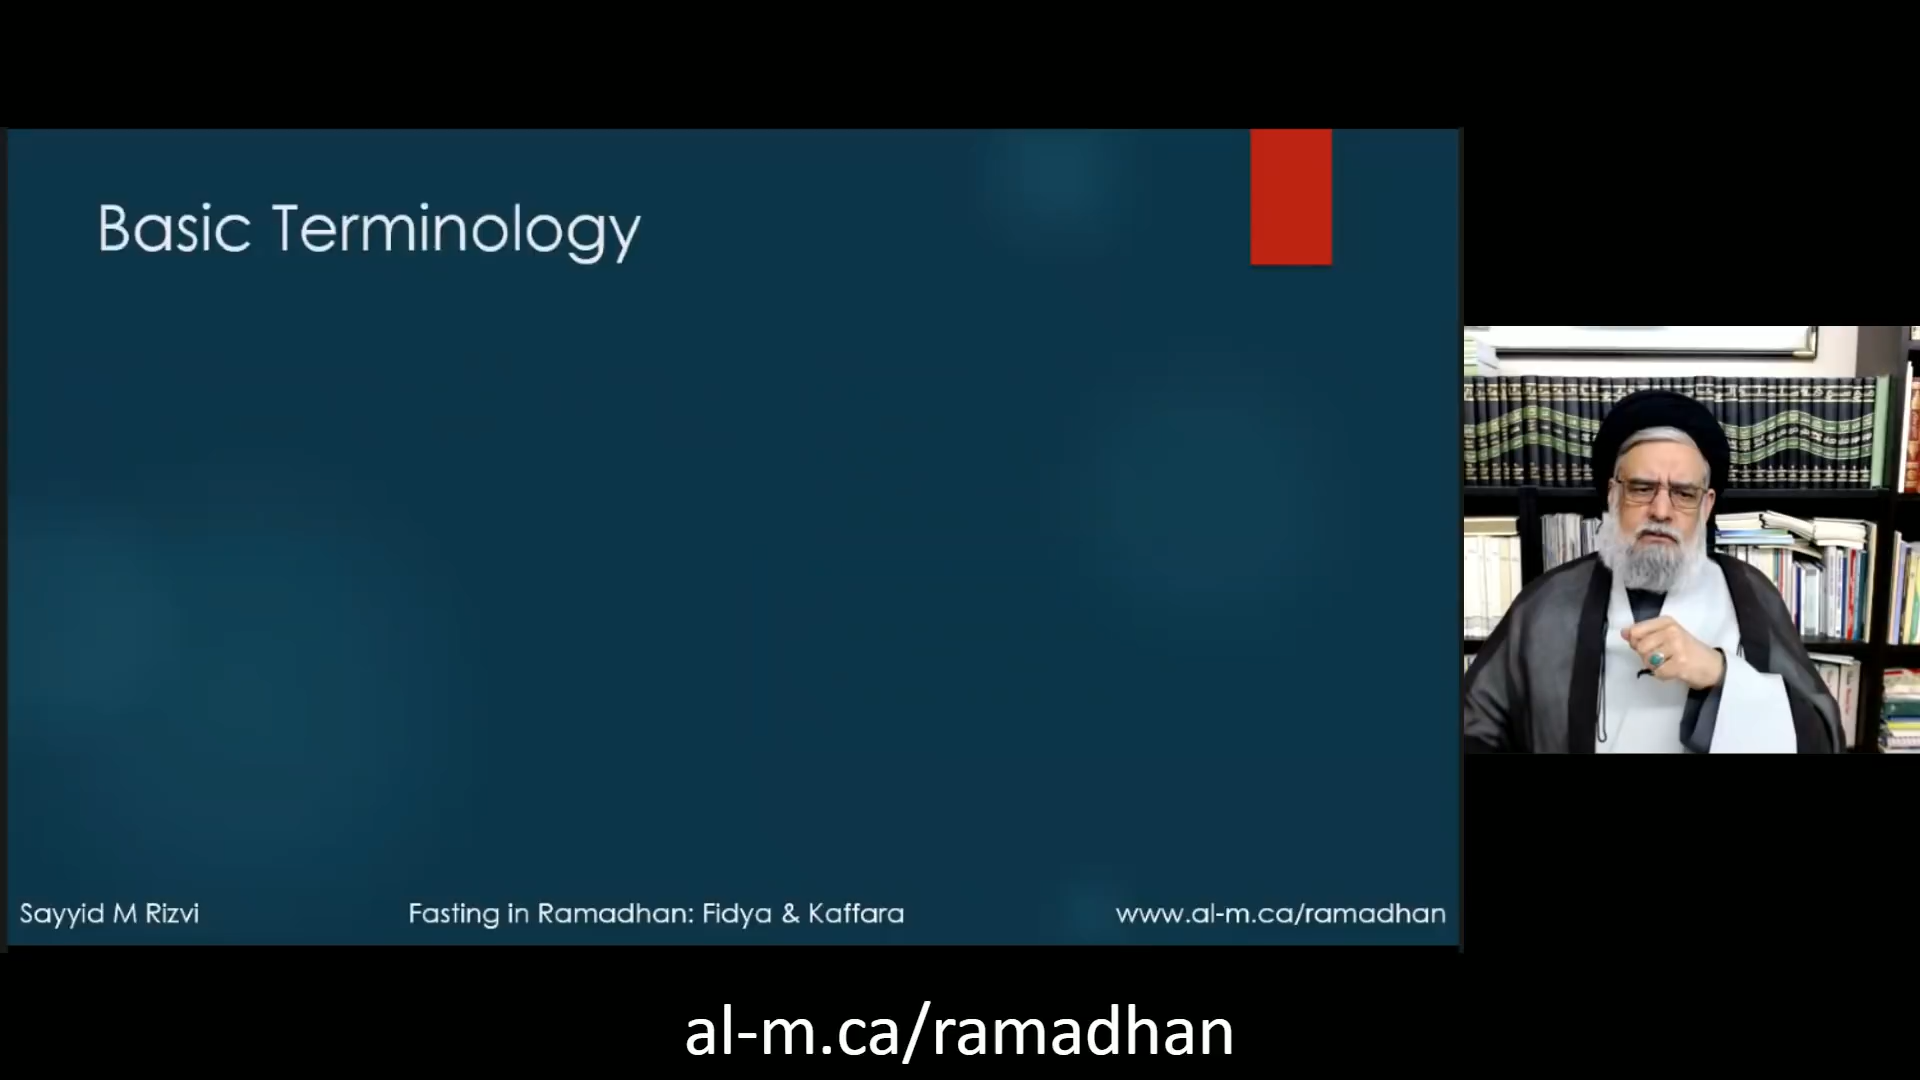 Basic Terminology
Sayyid M Rizvi
Fasting in Ramadhan: Fidya & Kaffara
www.al-m.ca/ramadhan
al-m.ca/ramadhan